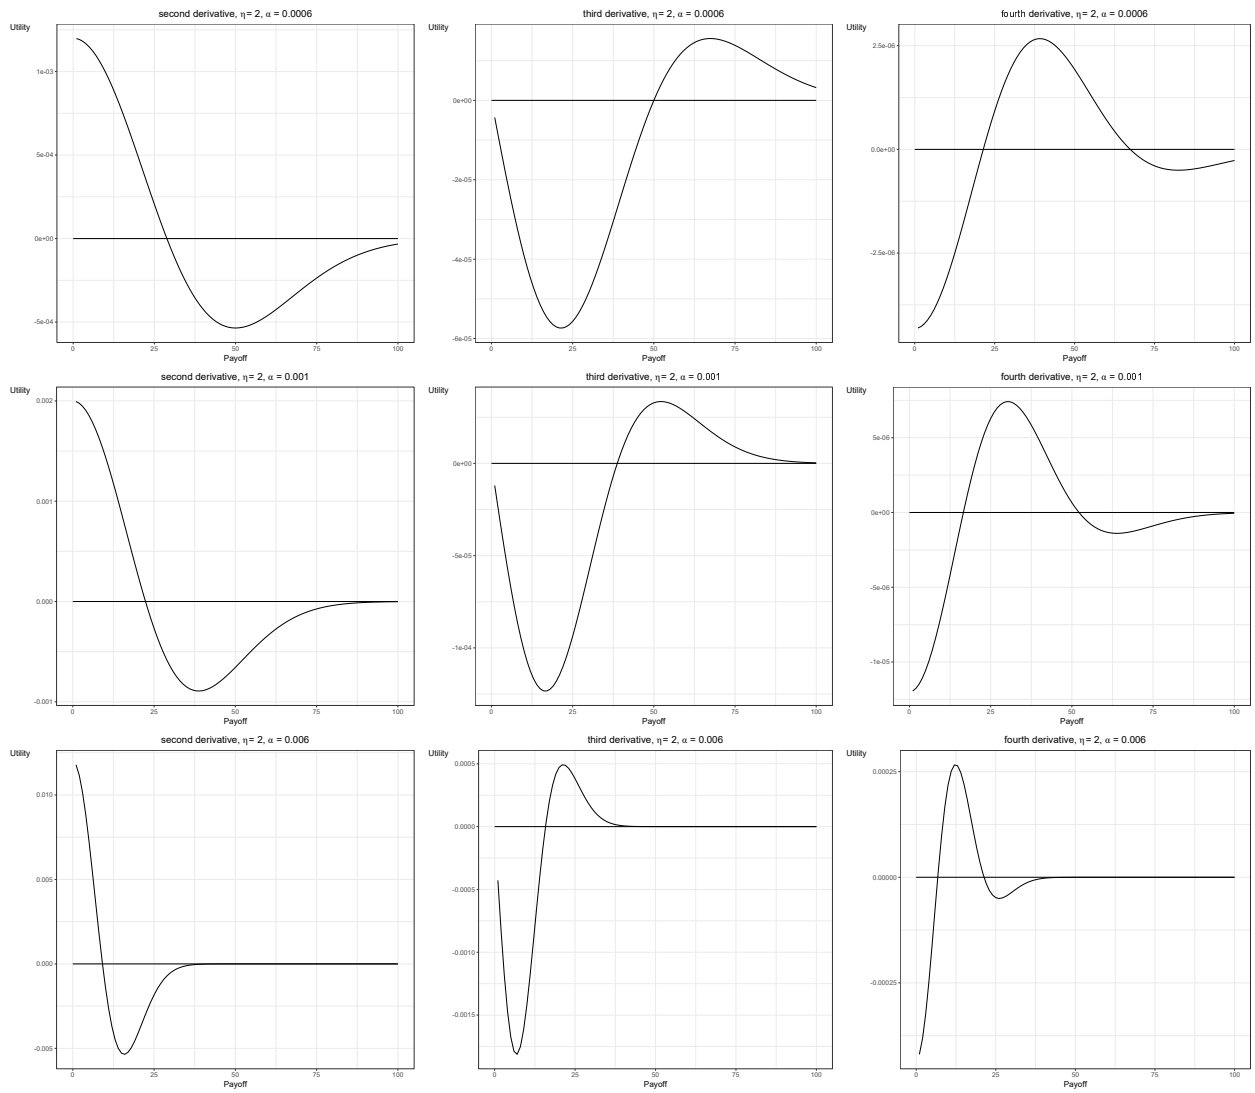 second derivative, η = 2, α = 0.0006
Utility
1e-03
5e-04
0e+00
-5e-04
0 25 50 75 100
Payoff
third derivative, η = 2, α = 0.0006
Utility
0e+00
-2e-05
-4e-05
-6e-05
0 25 50 75 100
Payoff
fourth derivative, η = 2, α = 0.0006
Utility
2.5e-06
0.0e+00
-2.5e-06
0 25 50 75 100
Payoff
second derivative, η = 2, α = 0.001
Utility
0.002
0.001
0.000
-0.001
0 25 50 75 100
Payoff
third derivative, η = 2, α = 0.001
Utility
0e+00
-5e-05
-1e-04
0 25 50 75 100
Payoff
fourth derivative, η = 2, α = 0.001
Utility
5e-06
0e+00
-5e-06
-1e-05
0 25 50 75 100
Payoff
second derivative, η = 2, α = 0.006
Utility
0.010
0.005
0.000
-0.005
0 25 50 75 100
Payoff
third derivative, η = 2, α = 0.006
Utility
0.0005
0.0000
-0.0005
-0.0010
-0.0015
0 25 50 75 100
Payoff
fourth derivative, η = 2, α = 0.006
Utility
0.00025
0.00000
-0.00025
0 25 50 75 100
Payoff